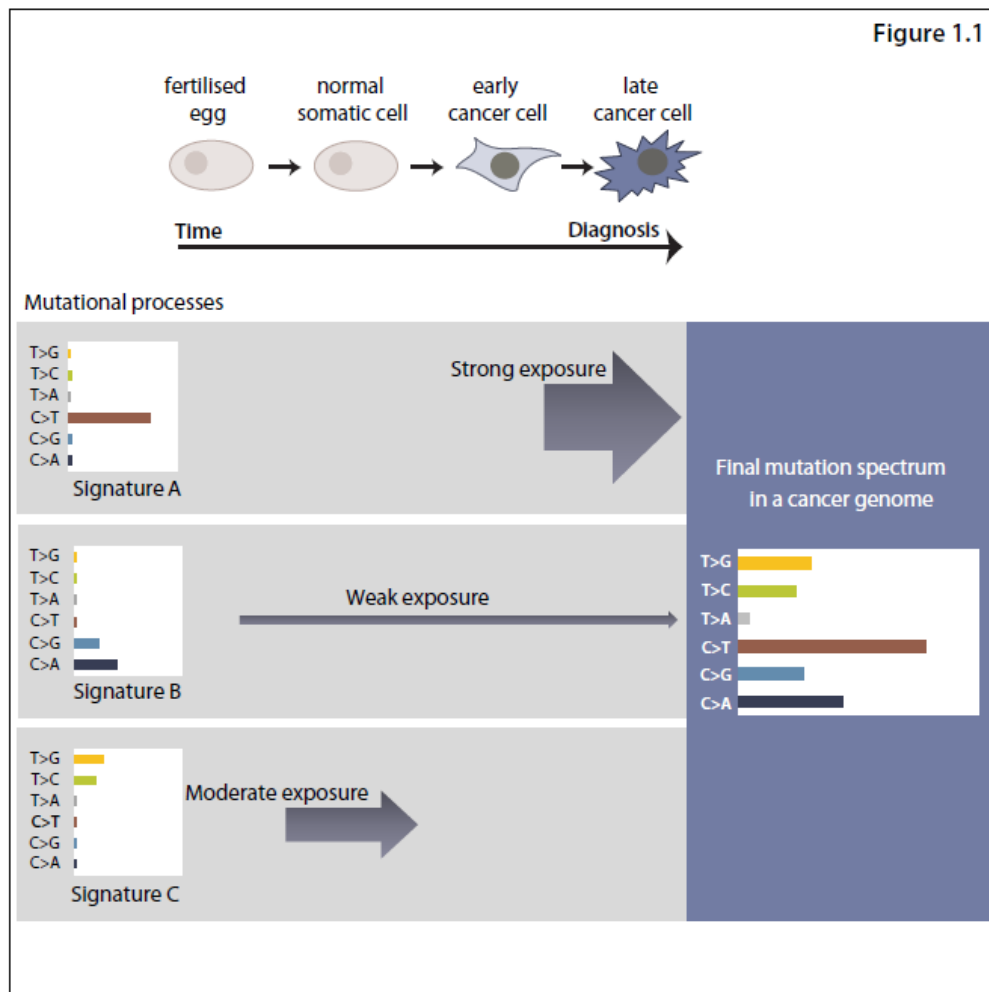 Figure 1.1
fertilised
egg
normal
somatic cell
early
cancer cell
late
cancer cell
Time
Diagnosis
Mutational processes
T>G
T>C
T>A
C>T
C>G
C>A
Signature A
Strong exposure
T>G
T>C
T>A
C>T
C>G
C>A
Signature B
Weak exposure
T>G
T>C
T>A
C>T
C>G
C>A
Signature C
Moderate exposure
Final mutation spectrum
in a cancer genome
T>G
T>C
T>A
C>T
C>G
C>A